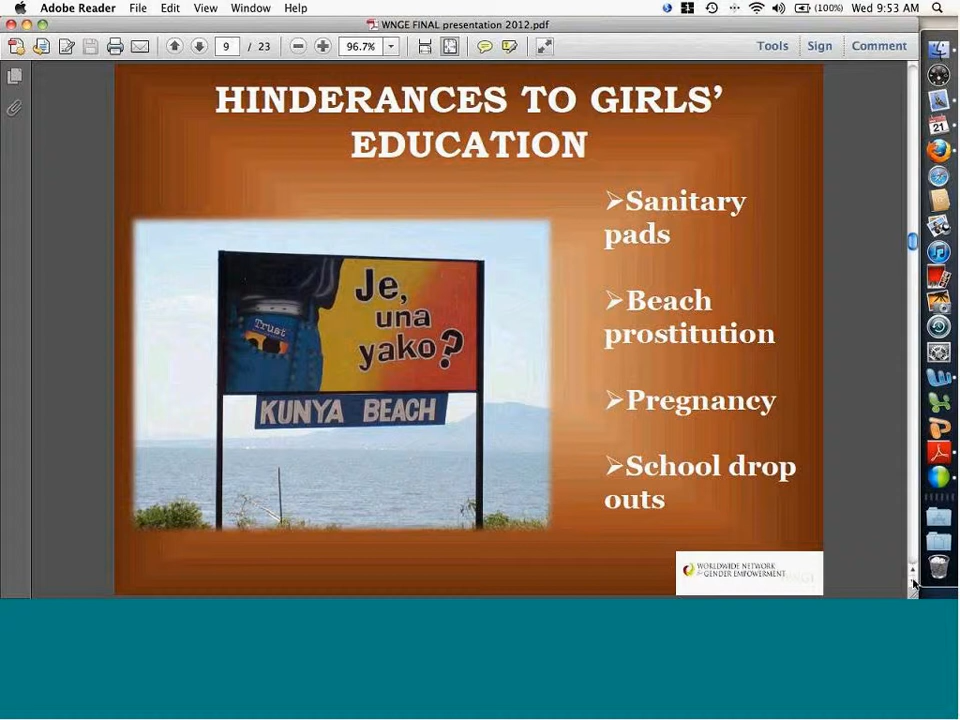 Adobe Reader File Edit View Window Help (100%) Wed 9:53 AM
WNGE FINAL presentation 2012.pdf
9 / 23 96.7% Tools Sign Comment
HINDERANCES TO GIRLS’
EDUCATION
➢Sanitary
pads
➢Beach
prostitution
➢Pregnancy
➢School drop
outs
Je,
una
yako?
Trust
KUNYA BEACH
WORLDWIDE NETWORK
for GENDER EMPOWERMENT
21